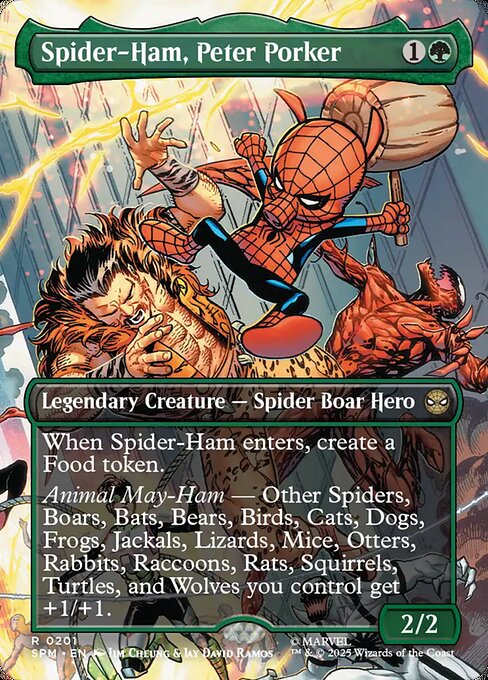 Spider-Ham, Peter Porker 1
Legendary Creature — Spider Boar Hero
When Spider-Ham enters, create a
Food token.
Animal May-Ham — Other Spiders,
Boars, Bats, Bears, Birds, Cats, Dogs,
Frogs, Jackals, Lizards, Mice, Otters,
Rabbits, Raccoons, Rats, Squirrels,
Turtles, and Wolves you control get
+1/+1.
2/2
R 0201
SPM • EN Jim Cheung & Jay David Ramos
© MARVEL
™ & © 2025 Wizards of the Coast